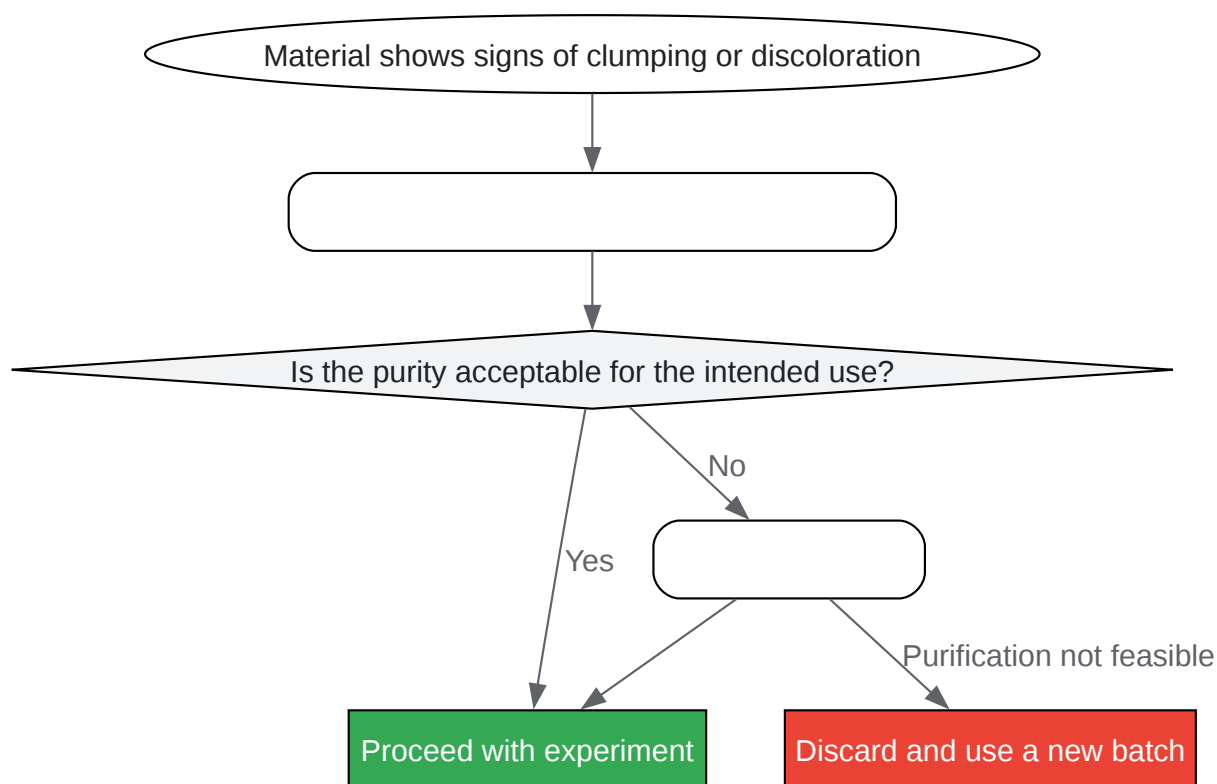 Material shows signs of clumping or discoloration
Is the purity acceptable for the intended use?
No
Yes
Purification not feasible
Proceed with experiment
Discard and use a new batch